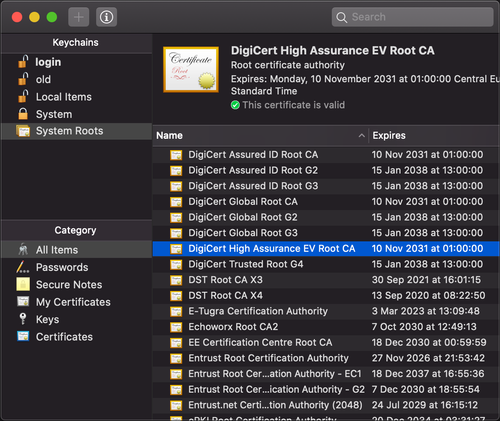 Search
Keychains
login
old
Local Items
System
System Roots
Category
All Items
Passwords
Secure Notes
My Certificates
Keys
Certificates
Certificate
Root
DigiCert High Assurance EV Root CA
Root certificate authority
Expires: Monday, 10 November 2031 at 01:00:00 Central Eu
Standard Time
This certificate is valid
Name Expires
DigiCert Assured ID Root CA 10 Nov 2031 at 01:00:00
DigiCert Assured ID Root G2 15 Jan 2038 at 13:00:00
DigiCert Assured ID Root G3 15 Jan 2038 at 13:00:00
DigiCert Global Root CA 10 Nov 2031 at 01:00:00
DigiCert Global Root G2 15 Jan 2038 at 13:00:00
DigiCert Global Root G3 15 Jan 2038 at 13:00:00
DigiCert High Assurance EV Root CA 10 Nov 2031 at 01:00:00
DigiCert Trusted Root G4 15 Jan 2038 at 13:00:00
DST Root CA X3 30 Sep 2021 at 16:01:15
DST Root CA X4 13 Sep 2020 at 08:22:50
E-Tugra Certification Authority 3 Mar 2023 at 13:09:48
Echoworx Root CA2 7 Oct 2030 at 12:49:13
EE Certification Centre Root CA 18 Dec 2030 at 00:59:59
Entrust Root Certification Authority 27 Nov 2026 at 21:53:42
Entrust Root Cer...ication Authority - EC1 18 Dec 2037 at 16:55:36
Entrust Root Cer...ication Authority - G2 7 Dec 2030 at 18:55:54
Entrust.net Certi...tion Authority (2048) 24 Jul 2029 at 16:15:12
ePKI Root Certification Authority 20 Dec 2034 at 03:31:27